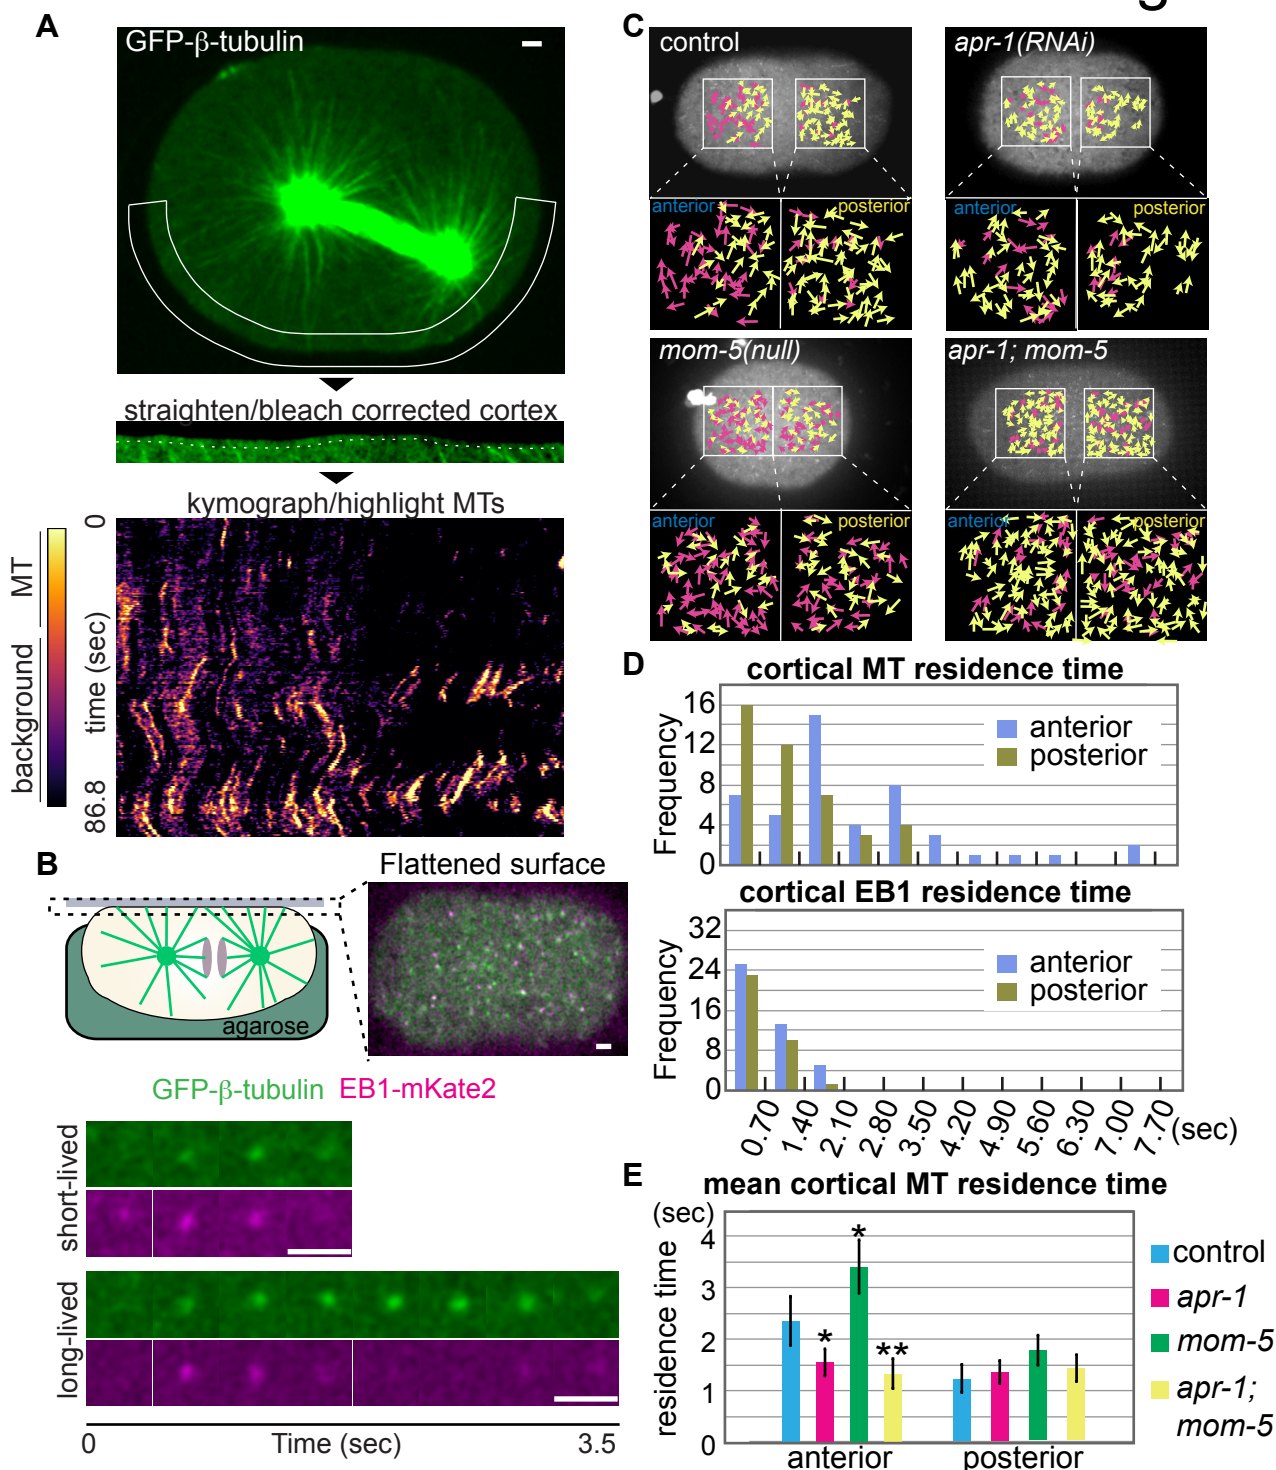 g
A
GFP-β-tubulin
straighten/bleach corrected cortex
kymograph/highlight MTs
MT
background
time (sec)
0
86.8
B
Flattened surface
agarose
GFP-β-tubulin EB1-mKate2
short-lived
long-lived
0 Time (sec) 3.5
C
control
anterior posterior
apr-1(RNAi)
anterior posterior
mom-5(null)
anterior posterior
apr-1; mom-5
anterior posterior
D
cortical MT residence time
Frequency
16
12
8
4
0
anterior
posterior
cortical EB1 residence time
Frequency
32
24
16
8
0
anterior
posterior
0.70 1.40 2.10 2.80 3.50 4.20 4.90 5.60 6.30 7.00 7.70 (sec)
E
mean cortical MT residence time
(sec)
residence time
4
3
2
1
0
* * **
anterior posterior
control
apr-1
mom-5
apr-1;
mom-5